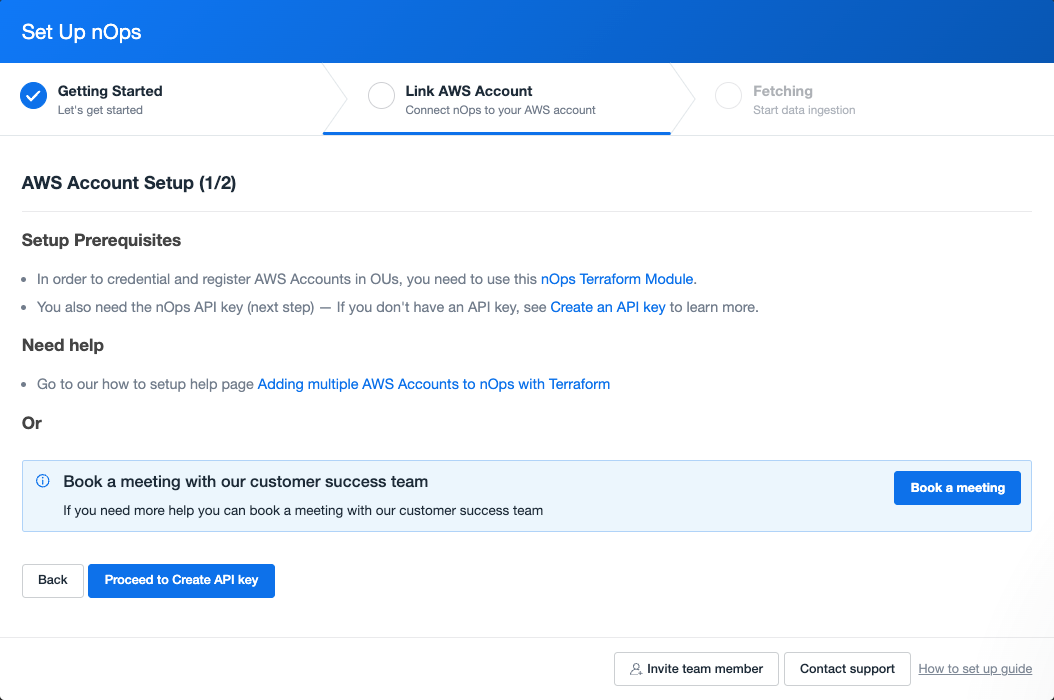 Set Up nOps
Getting Started
Let's get started
Link AWS Account
Connect nOps to your AWS account
Fetching
Start data ingestion
AWS Account Setup (1/2)
Setup Prerequisites
In order to credential and register AWS Accounts in OUs, you need to use this nOps Terraform Module.
You also need the nOps API key (next step) — If you don't have an API key, see Create an API key to learn more.
Need help
Go to our how to setup help page Adding multiple AWS Accounts to nOps with Terraform
Or
Book a meeting with our customer success team
If you need more help you can book a meeting with our customer success team
Book a meeting
Back
Proceed to Create API key
Invite team member
Contact support
How to set up guide